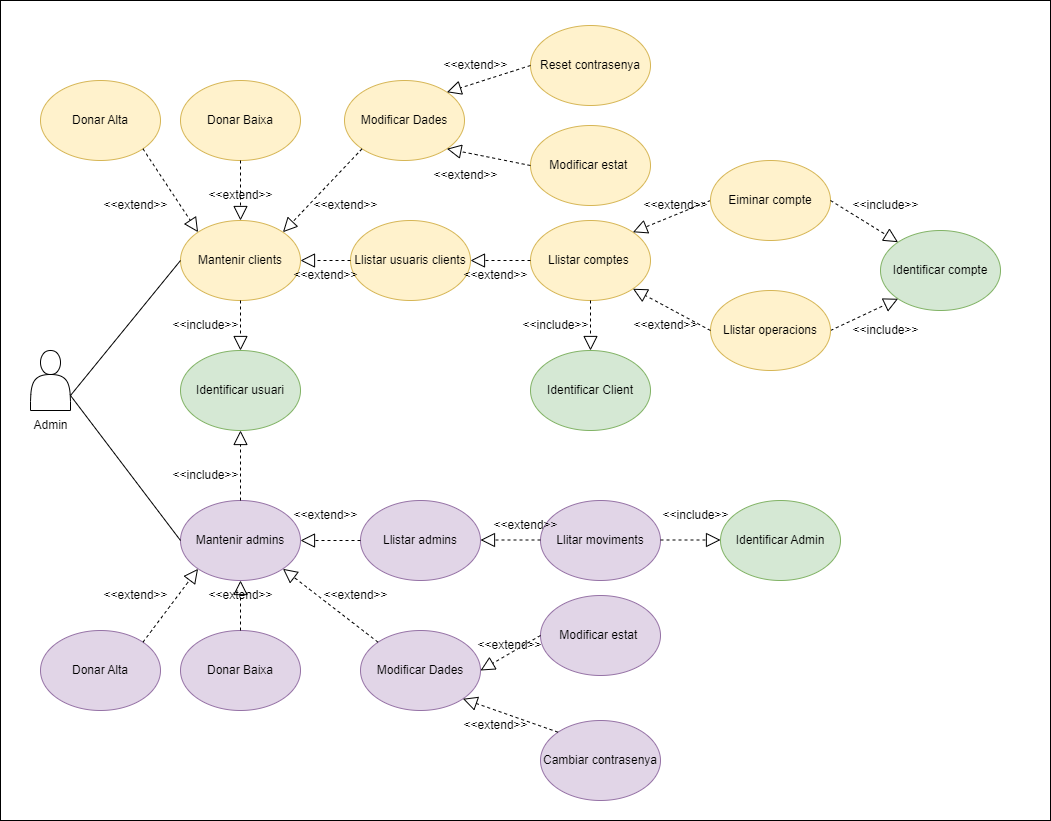 Reset contrasenya
<<extend>>
Donar Alta
Donar Baixa
Modificar Dades
Modificar estat
<<extend>>
<<extend>>
<<extend>>
<<extend>>
Eiminar compte
<<extend>>
<<include>>
Mantenir clients
Llistar usuaris clients
Llistar comptes
<<extend>>
<<extend>>
Identificar compte
<<include>>
<<include>>
<<extend>>
Llistar operacions
<<include>>
Identificar usuari
Identificar Client
Admin
<<include>>
<<extend>>
<<extend>>
<<include>>
Mantenir admins
Llistar admins
Llitar moviments
Identificar Admin
<<extend>>
<<extend>>
<<extend>>
Modificar estat
<<extend>>
Donar Alta
Donar Baixa
Modificar Dades
<<extend>>
Cambiar contrasenya